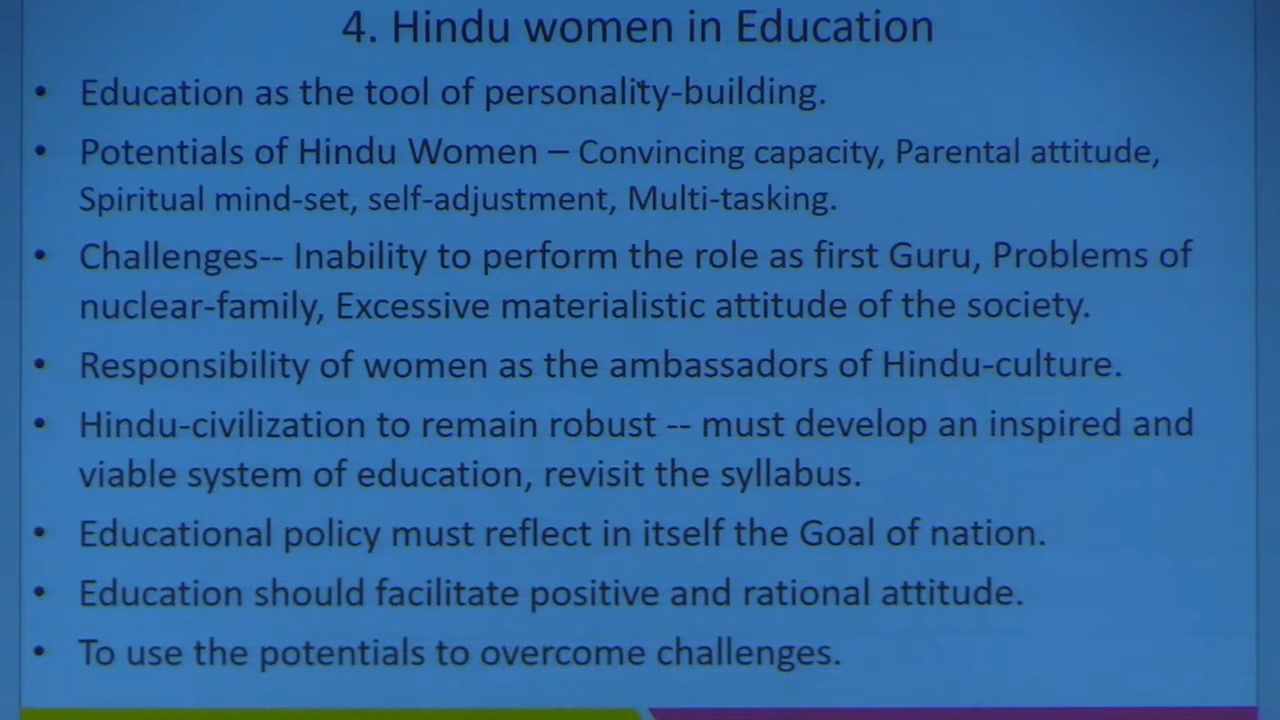 4. Hindu women in Education
• Education as the tool of personality-building.
• Potentials of Hindu Women – Convincing capacity, Parental attitude,
Spiritual mind-set, self-adjustment, Multi-tasking.
• Challenges-- Inability to perform the role as first Guru, Problems of
nuclear-family, Excessive materialistic attitude of the society.
• Responsibility of women as the ambassadors of Hindu-culture.
• Hindu-civilization to remain robust -- must develop an inspired and
viable system of education, revisit the syllabus.
• Educational policy must reflect in itself the Goal of nation.
• Education should facilitate positive and rational attitude.
• To use the potentials to overcome challenges.